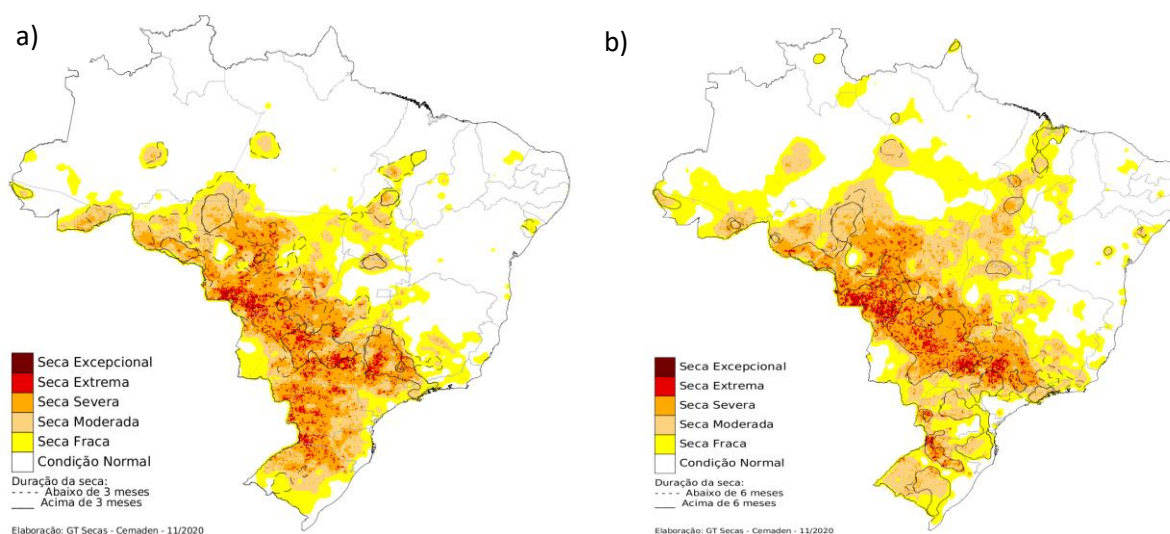 a)
Seca Excepcional
Seca Extrema
Seca Severa
Seca Moderada
Seca Fraca
Condição Normal
Duração da seca:
Abaixo de 3 meses
Acima de 3 meses
Elaboração: GT Secas - Cemaden - 11/2020
b)
Seca Excepcional
Seca Extrema
Seca Severa
Seca Moderada
Seca Fraca
Condição Normal
Duração da seca:
Abaixo de 6 meses
Acima de 6 meses
Elaboração: GT Secas - Cemaden - 11/2020